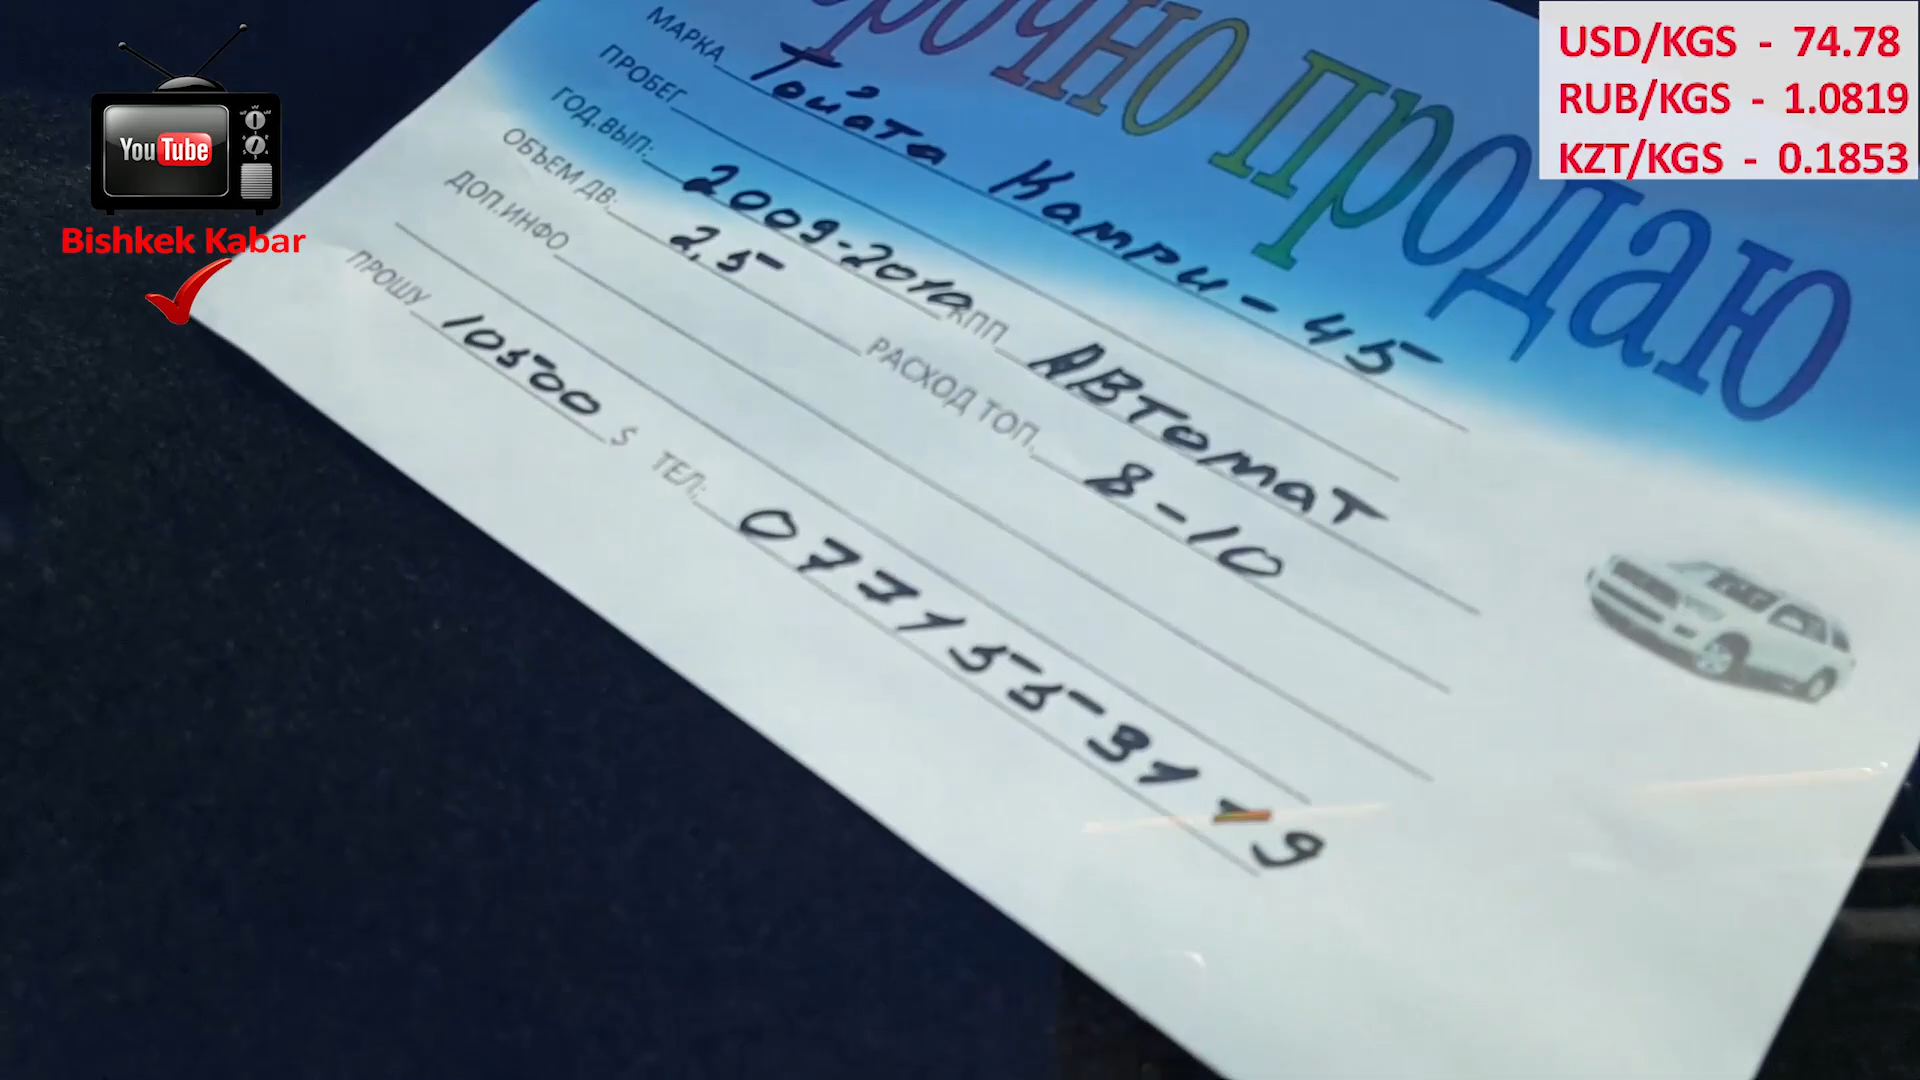 USD/KGS - 74.78
RUB/KGS - 1.0819
KZT/KGS - 0.1853
YouTube
Bishkek Kabar
продаю
МАРКА Тойата Камри-45
ПРОБЕГ
ГОД.ВЫП: 2009-2010 КПП Автомат
ОБЪЕМ ДВ. 2,5 РАСХОД ТОП. 8-10
ДОП.ИНФО
ПРОШУ 10500 $ ТЕЛ: